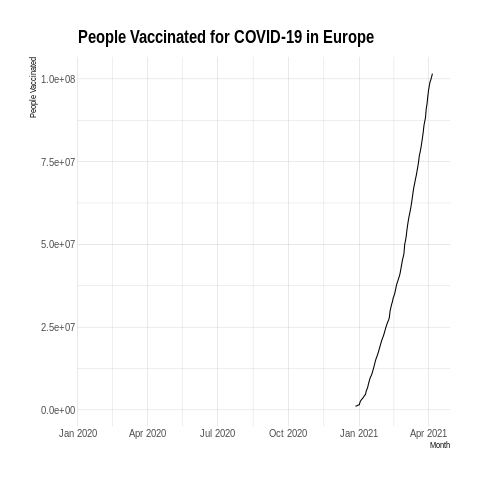 People Vaccinated for COVID-19 in Europe
People Vaccinated
1.0e+08
7.5e+07
5.0e+07
2.5e+07
0.0e+00
Jan 2020 Apr 2020 Jul 2020 Oct 2020 Jan 2021 Apr 2021
Month